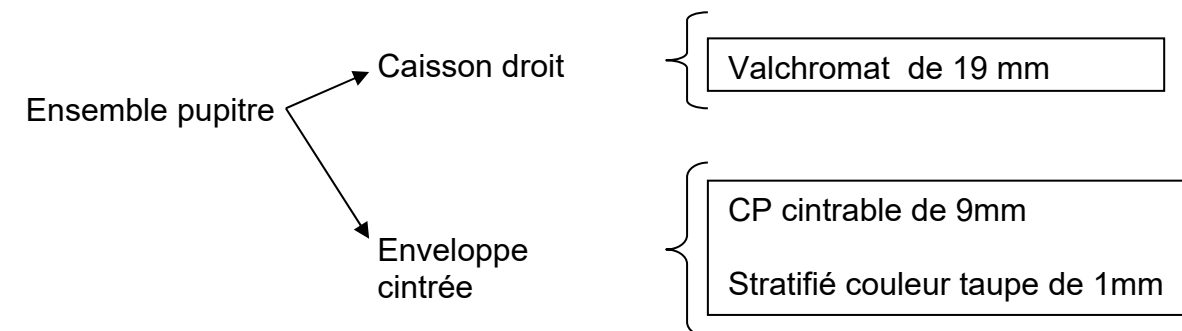 Caisson droit
Valchromat  de 19 mm
Ensemble pupitre
CP cintrable de 9mm
Enveloppe
cintrée
Stratifié couleur taupe de 1mm